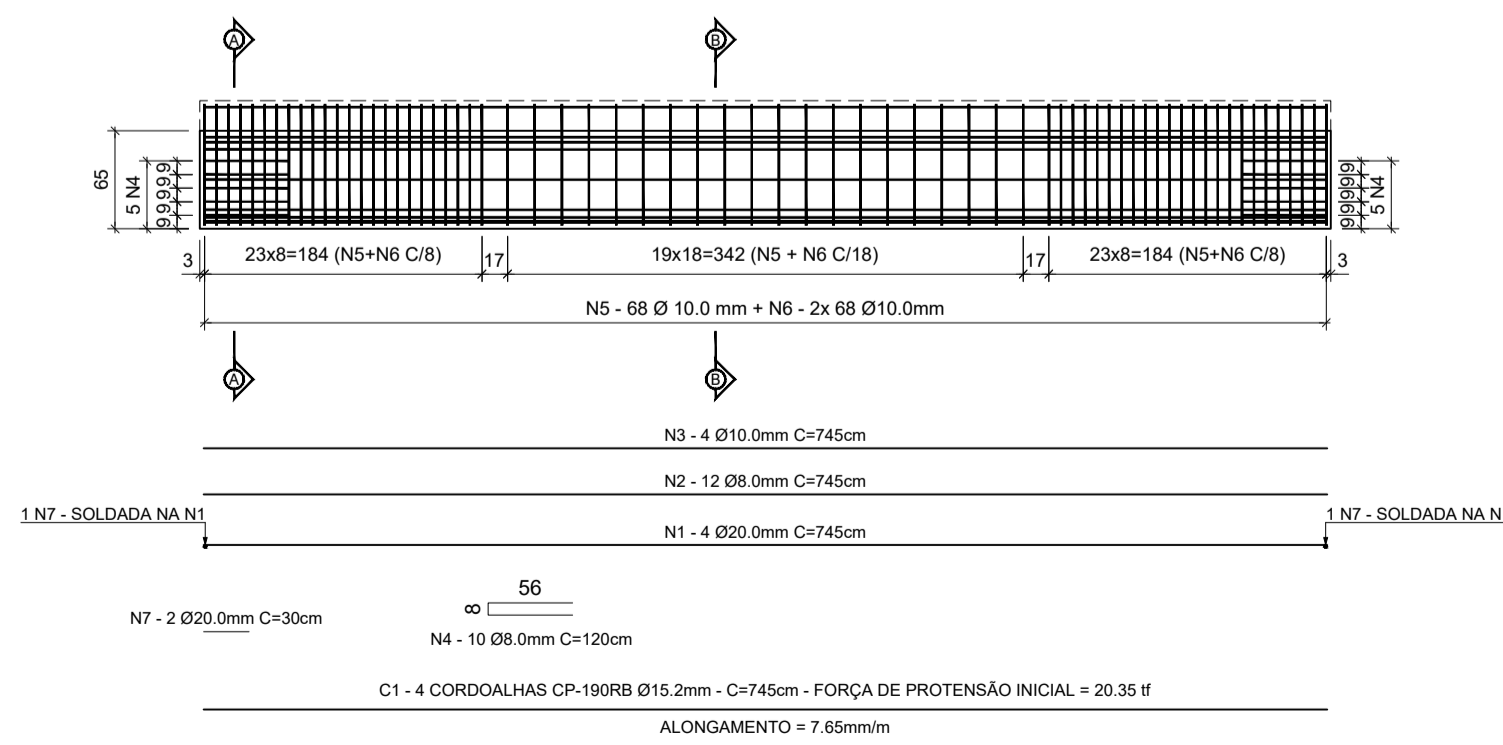 A
B
65
5 N4
9 9 9 9 9
9 9 9 9 9
5 N4
3
23x8=184 (N5+N6 C/8)
17
19x18=342 (N5 + N6 C/18)
17
23x8=184 (N5+N6 C/8)
3
N5 - 68 Ø 10.0 mm + N6 - 2x 68 Ø10.0mm
A
B
N3 - 4 Ø10.0mm C=745cm
N2 - 12 Ø8.0mm C=745cm
1 N7 - SOLDADA NA N1
1 N7 - SOLDADA NA N
N1 - 4 Ø20.0mm C=745cm
56
8
N7 - 2 Ø20.0mm C=30cm
N4 - 10 Ø8.0mm C=120cm
C1 - 4 CORDOALHAS CP-190RB Ø15.2mm - C=745cm - FORÇA DE PROTENSÃO INICIAL = 20.35 tf
ALONGAMENTO = 7.65mm/m